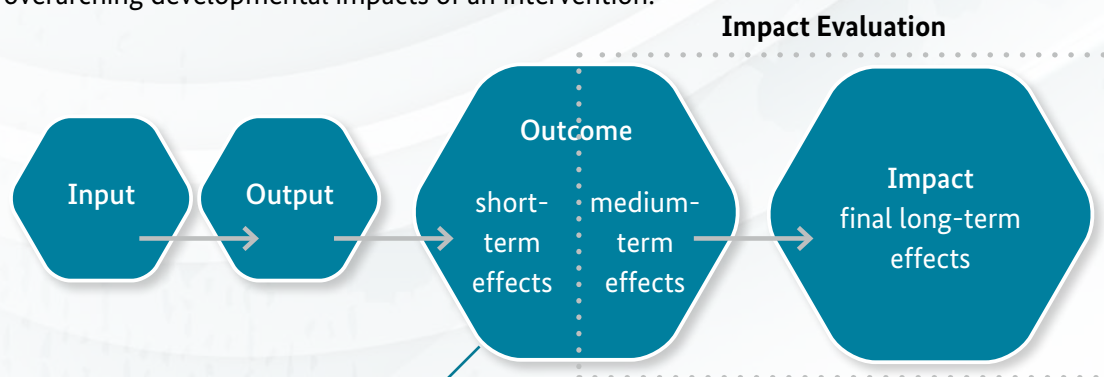 overarching developmental impacts of an intervention.
Impact Evaluation
Input
Output
Outcome
short-
term
effects
medium-
term
effects
Impact
final long-term
effects